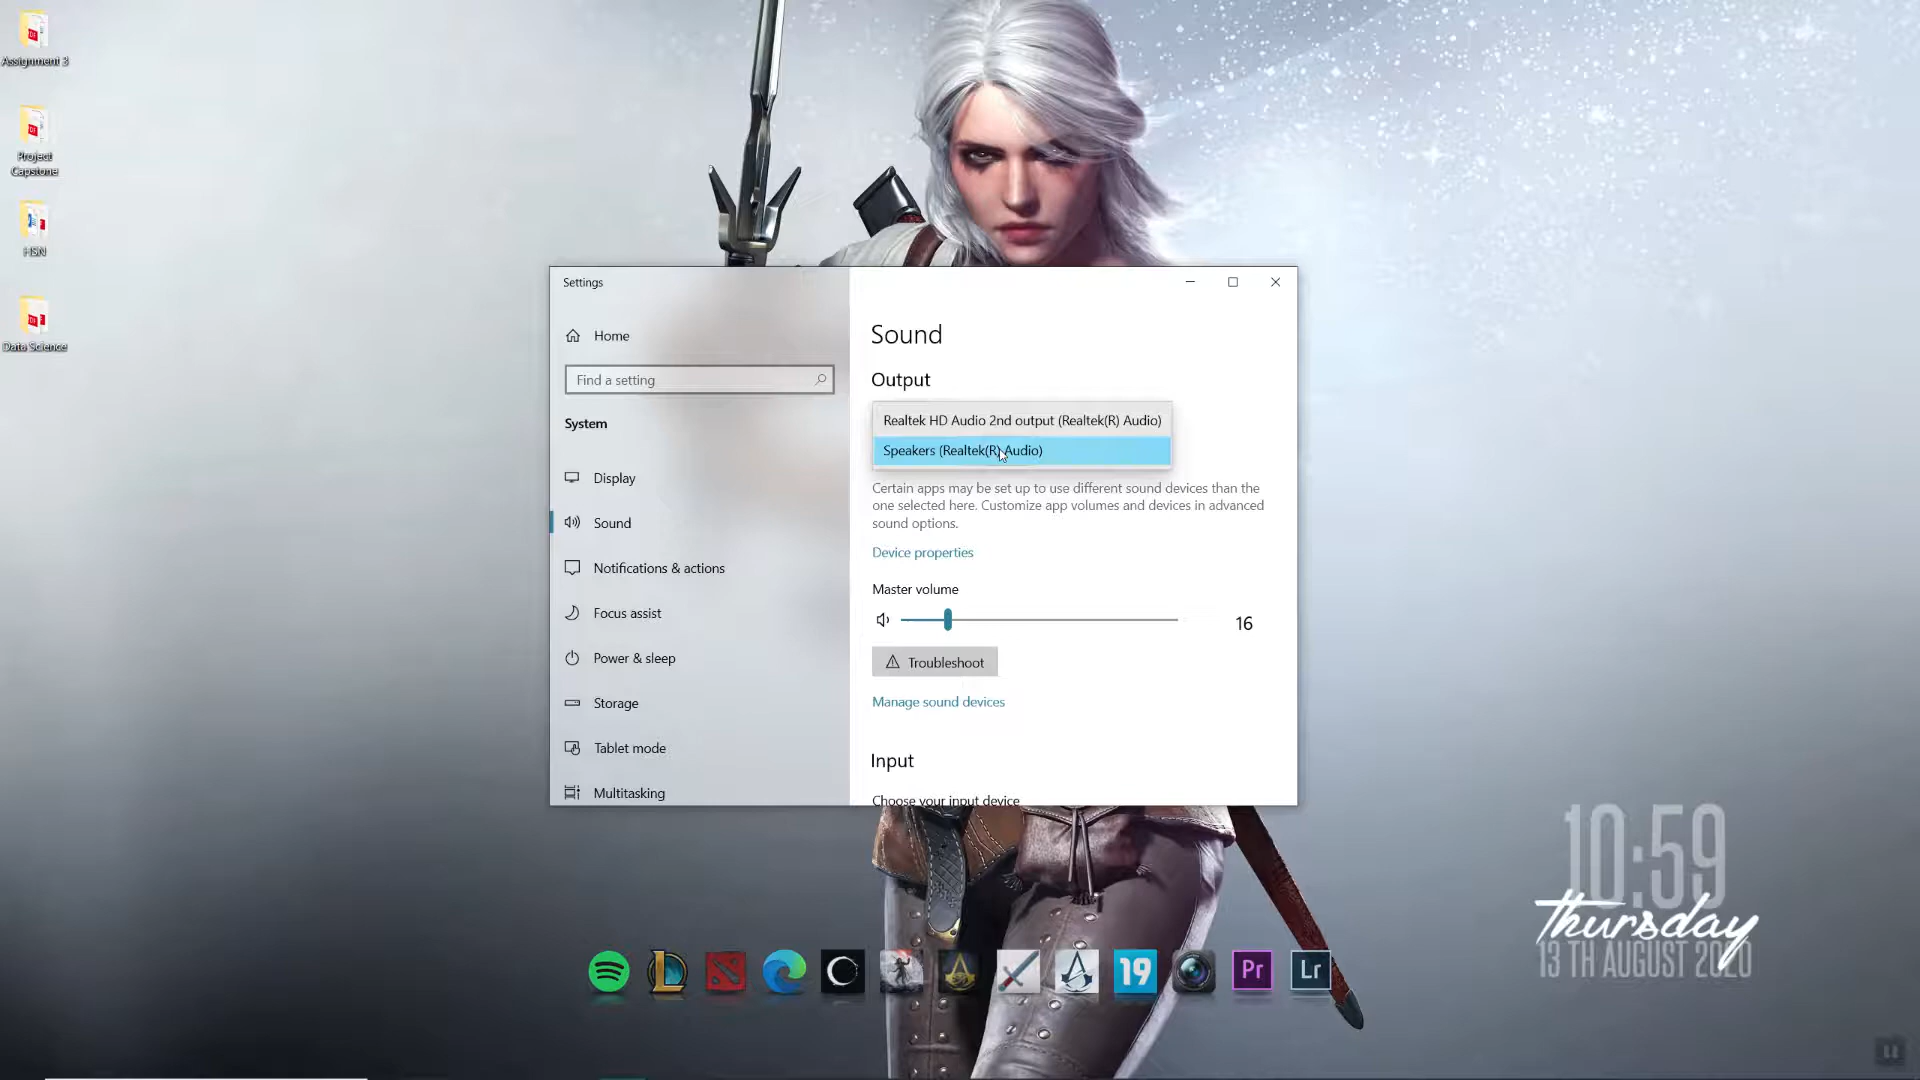 Assignment 3
Project
Capstone
HSN
Data Science
Settings
Home
Find a setting
System
Display
Sound
Notifications & actions
Focus assist
Power & sleep
Storage
Tablet mode
Multitasking
Sound
Output
Realtek HD Audio 2nd output (Realtek(R) Audio)
Speakers (Realtek(R) Audio)
Certain apps may be set up to use different sound devices than the
one selected here. Customize app volumes and devices in advanced
sound options.
Device properties
Master volume
16
Troubleshoot
Manage sound devices
Input
Choose your input device
10:59
thursday
13 TH AUGUST 2020
19
Pr
Lr